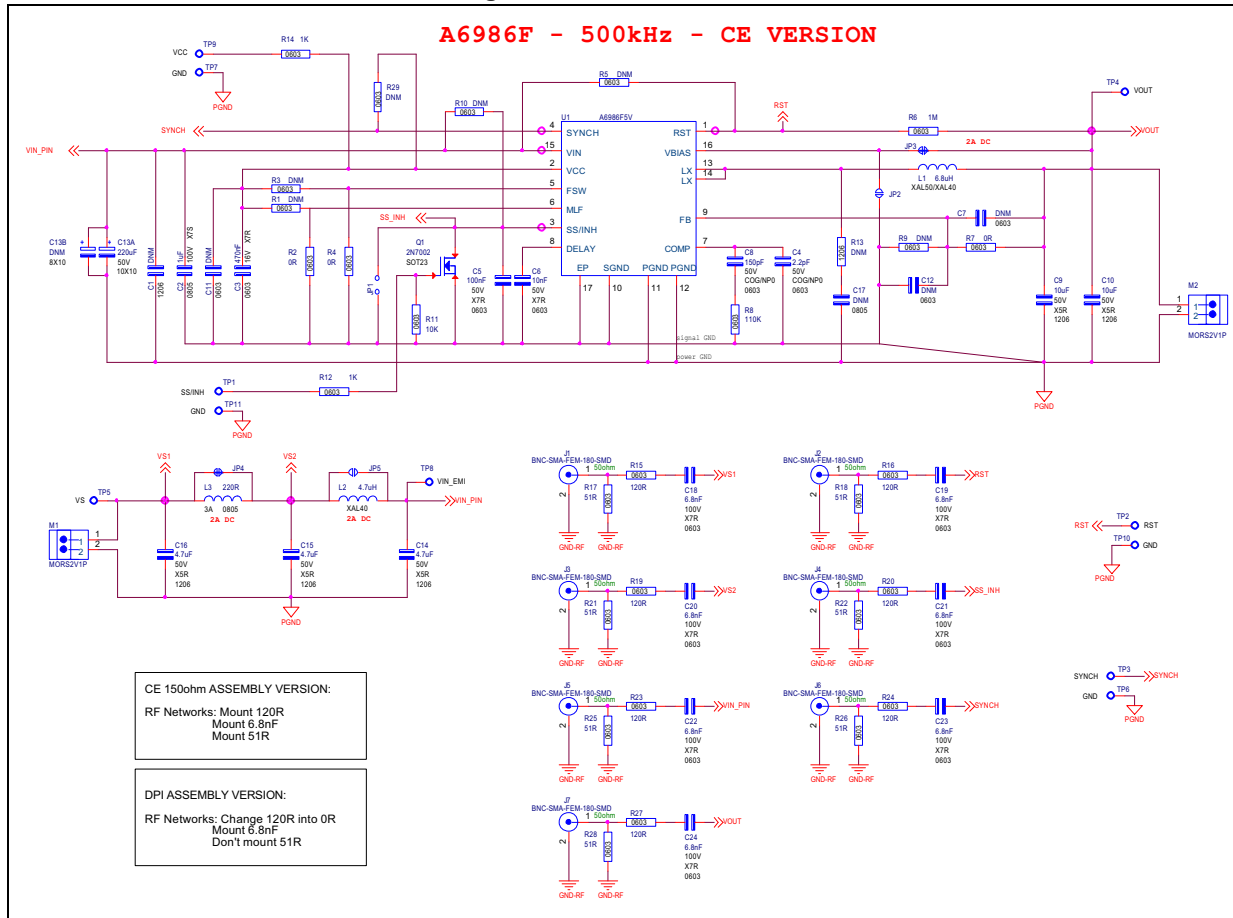 A6986F - 500kHz - CE VERSION
VCC TP9
R14 1K
0603
GND TP7
PGND
R29
DNM
0603
R10 DNM
0603
R5 DNM
0603
U1 A6986F5V
SYNCH
4 SYNCH
VIN_PIN
15 VIN
2 VCC
5 FSW
6 MLF
3 SS/INH
8 DELAY
RST 1
VBIAS 16
LX 13
LX 14
FB 9
COMP 7
EP SGND PGND PGND
17 10 11 12
RST
R6 1M
0603
2A DC
JP3
TP4
VOUT
VOUT
L1 6.8uH
XAL50/XAL40
JP2
C7 DNM
0603
R9 DNM
0603
R7 0R
0603
C12
DNM
0603
R13
DNM
1206
C17
DNM
0805
C8
150pF
50V
COG/NP0
0603
C4
2.2pF
50V
COG/NP0
0603
R8
110K
0603
C9
10uF
50V
X5R
1206
C10
10uF
50V
X5R
1206
M2
1
2
MORS2V1P
R3 DNM
0603
R1 DNM
0603
SS_INH
C13B
DNM
8X10
C13A
220uF
50V
10X10
C1 DNM
1206
C2 1uF
0805 100V X7S
C11 DNM
0603
C3 470nF
0603 16V X7R
R2
0R
0603
R4
0R
0603
JP1
Q1
2N7002
SOT23
R11
10K
0603
C5
100nF
50V
X7R
0603
C6
10nF
50V
X7R
0603
signal GND
power GND
PGND
R12 1K
0603
SS/INH TP1
GND TP11
PGND
VS1
VS2
VS TP5
JP4
L3 220R
3A 0805
2A DC
JP5
L2 4.7uH
XAL40
2A DC
TP8
VIN_EMI
VIN_PIN
M1
1
2
MORS2V1P
C16
4.7uF
50V
X5R
1206
C15
4.7uF
50V
X5R
1206
C14
4.7uF
50V
X5R
1206
PGND
J1
BNC-SMA-FEM-180-SMD
1 50ohm
2
R15
0603
120R
R17
51R
0603
C18
6.8nF
100V
X7R
0603
VS1
GND-RF GND-RF
J2
BNC-SMA-FEM-180-SMD
1 50ohm
2
R16
0603
120R
R18
51R
0603
C19
6.8nF
100V
X7R
0603
RST
GND-RF GND-RF
RST TP2 RST
TP10 GND
PGND
J3
BNC-SMA-FEM-180-SMD
1 50ohm
2
R19
0603
120R
R21
51R
0603
C20
6.8nF
100V
X7R
0603
VS2
GND-RF GND-RF
J4
BNC-SMA-FEM-180-SMD
1 50ohm
2
R20
0603
120R
R22
51R
0603
C21
6.8nF
100V
X7R
0603
SS_INH
GND-RF GND-RF
J5
BNC-SMA-FEM-180-SMD
1 50ohm
2
R23
0603
120R
R25
51R
0603
C22
6.8nF
100V
X7R
0603
VIN_PIN
GND-RF GND-RF
J6
BNC-SMA-FEM-180-SMD
1 50ohm
2
R24
0603
120R
R26
51R
0603
C23
6.8nF
100V
X7R
0603
SYNCH
GND-RF GND-RF
SYNCH TP3 SYNCH
GND TP6
PGND
J7
BNC-SMA-FEM-180-SMD
1 50ohm
2
R27
0603
120R
R28
51R
0603
C24
6.8nF
100V
X7R
0603
VOUT
GND-RF GND-RF
CE 150ohm ASSEMBLY VERSION:
RF Networks: Mount 120R
Mount 6.8nF
Mount 51R
DPI ASSEMBLY VERSION:
RF Networks: Change 120R into 0R
Mount 6.8nF
Don't mount 51R